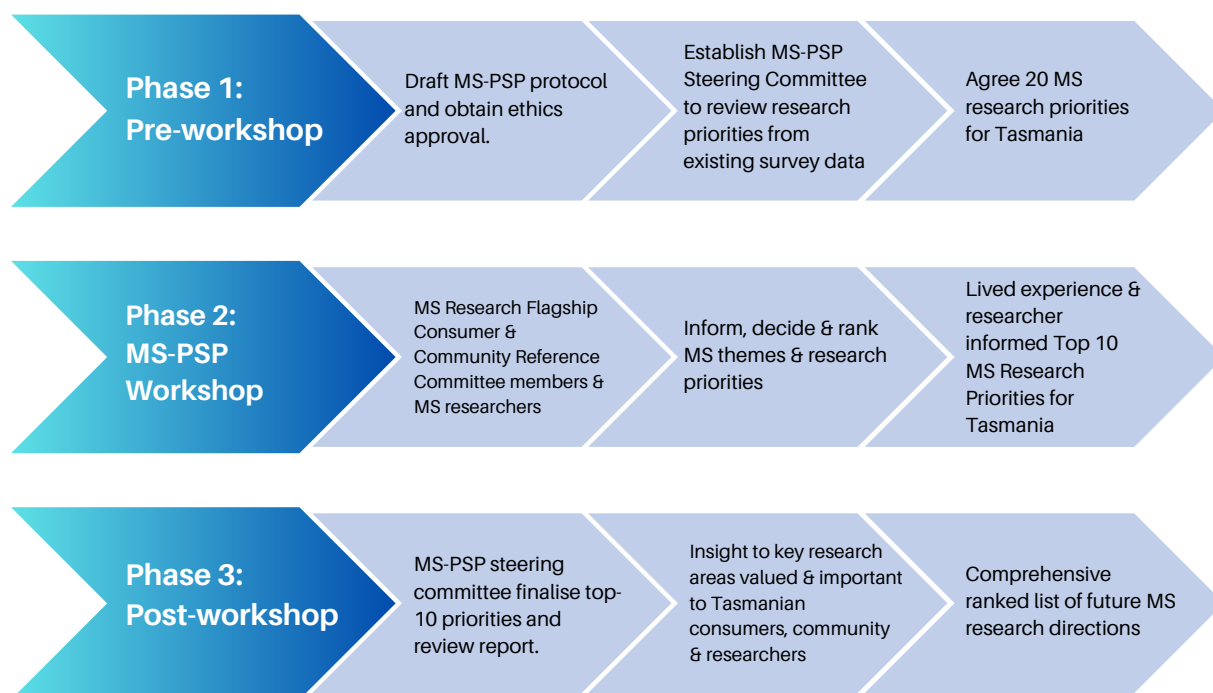 Phase 1:
Pre-workshop
Draft MS-PSP protocol
and obtain ethics
approval.
Establish MS-PSP
Steering Committee
to review research
priorities from
existing survey data
Agree 20 MS
research priorities
for Tasmania
Phase 2:
MS-PSP
Workshop
MS Research Flagship
Consumer &
Community Reference
Committee members &
MS researchers
Inform, decide & rank
MS themes & research
priorities
Lived experience &
researcher
informed Top 10
MS Research
Priorities for
Tasmania
Phase 3:
Post-workshop
MS-PSP steering
committee finalise top-
10 priorities and
review report.
Insight to key research
areas valued & important
to Tasmanian
consumers, community
& researchers
Comprehensive
ranked list of future MS
research directions